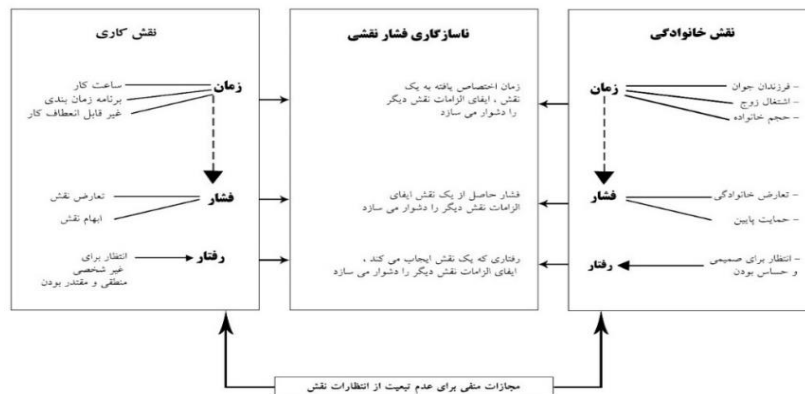 نقش خانوادگی
زمان
– فرزندان جوان
– اشتغال زوج
– حجم خانواده
فشار
– تعارض خانوادگی
– حمایت پایین
رفتار
– انتظار برای صمیمی
و حساس بودن
ناسازگاری فشار نقشی
زمان اختصاص یافته به یک
نقش ، ایفای الزامات نقش دیگر
را دشوار می سازد
فشار حاصل از یک نقش ایفای
الزامات نقش دیگر را دشوار می سازد
رفتاری که یک نقش ایجاب می کند ،
ایفای الزامات نقش دیگر را دشوار می سازد
نقش کاری
زمان
ساعت کار
برنامه زمان بندی
غیر قابل انعطاف کار
فشار
تعارض نقش
ابهام نقش
رفتار
انتظار برای
غیر شخصی
منطقی و مقتدر بودن
مجازات منفی برای عدم تبعیت از انتظارات نقش